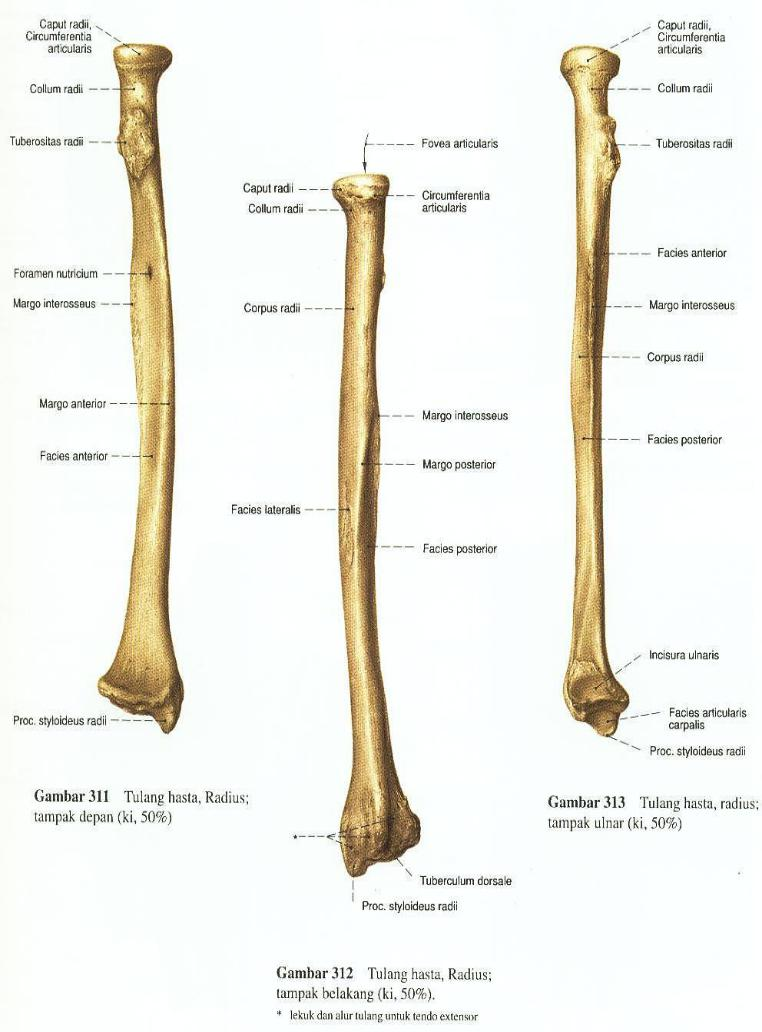 Caput radii,
Circumferentia
articularis
Collum radii
Tuberositas radii
Foramen nutricium
Margo interosseus
Margo anterior
Facies anterior
Proc. styloideus radii
Gambar 311 Tulang hasta, Radius;
tampak depan (ki, 50%)
Fovea articularis
Caput radii
Circumferentia
articularis
Collum radii
Corpus radii
Margo interosseus
Margo posterior
Facies lateralis
Facies posterior
*
Tuberculum dorsale
Proc. styloideus radii
Gambar 312 Tulang hasta, Radius;
tampak belakang (ki, 50%).
* lekuk dan alur tulang untuk tendo extensor
Caput radii,
Circumferentia
articularis
Collum radii
Tuberositas radii
Facies anterior
Margo interosseus
Corpus radii
Facies posterior
Incisura ulnaris
Facies articularis
carpalis
Proc. styloideus radii
Gambar 313 Tulang hasta, radius;
tampak ulnar (ki, 50%)